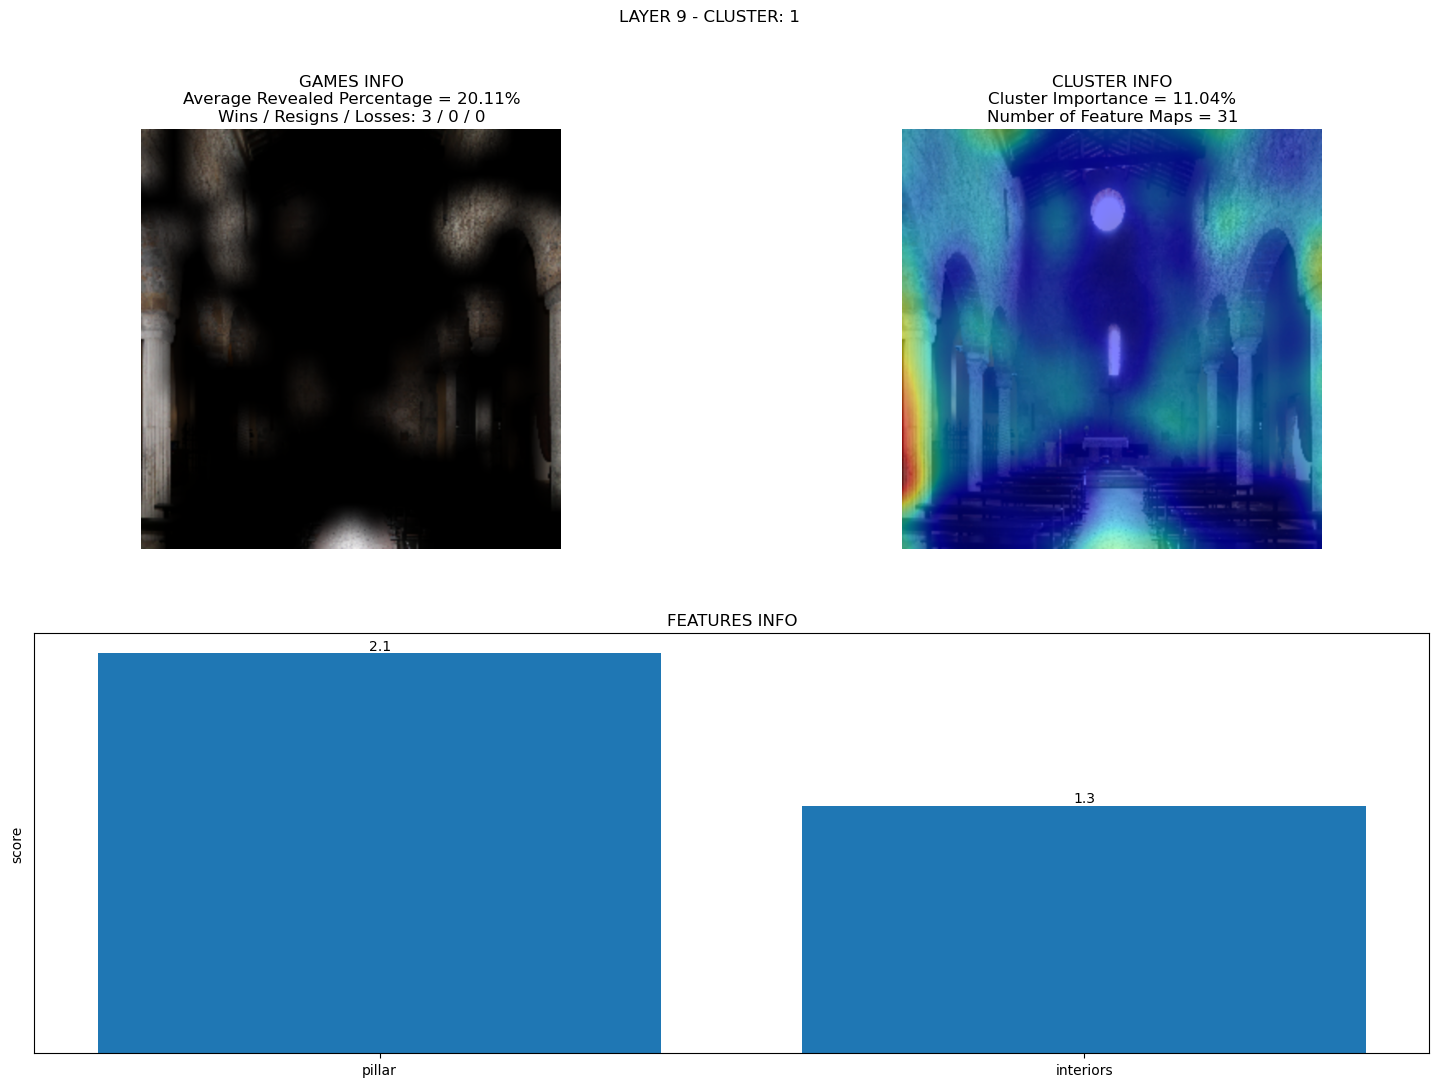 LAYER 9 - CLUSTER: 1
GAMES INFO
Average Revealed Percentage = 20.11%
Wins / Resigns / Losses: 3 / 0 / 0
CLUSTER INFO
Cluster Importance = 11.04%
Number of Feature Maps = 31
FEATURES INFO
2.1
1.3
score
pillar
interiors